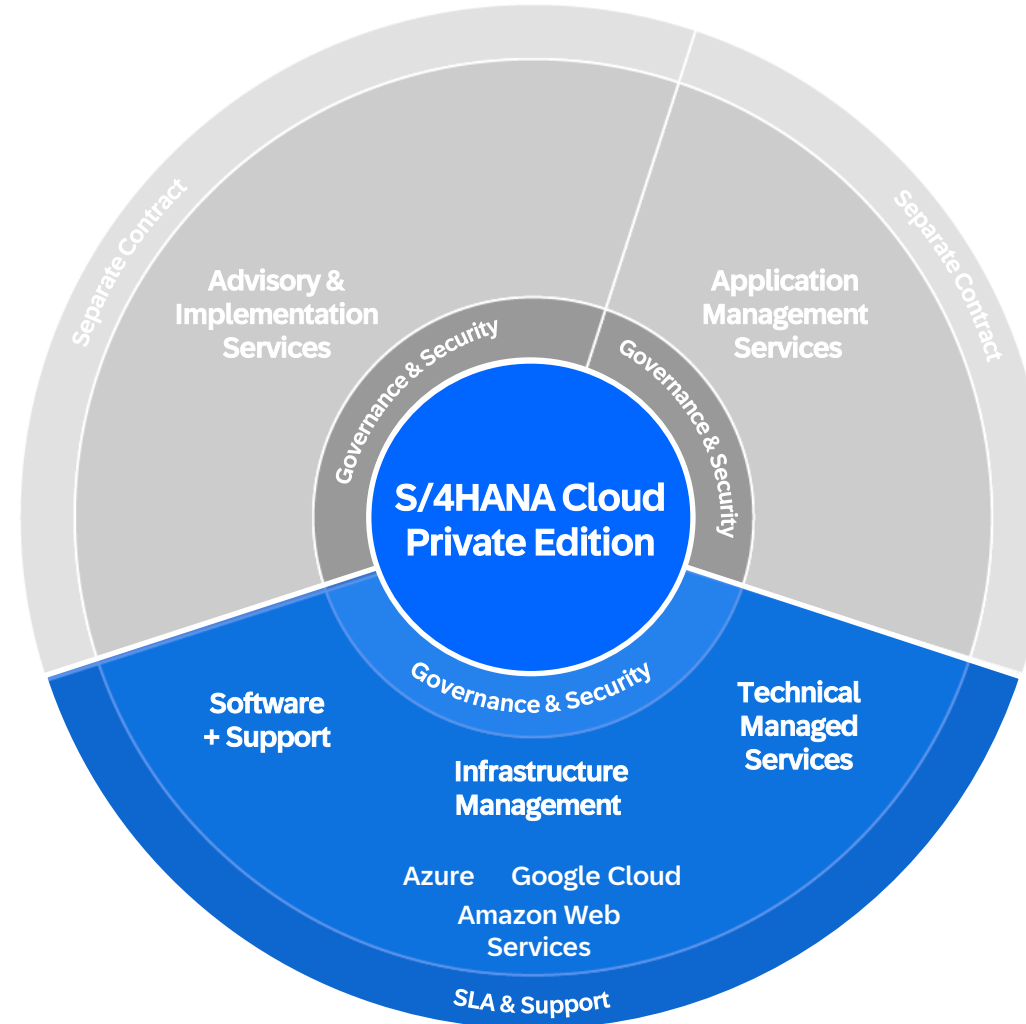 Separate Contract
Separate Contract
Advisory &
Implementation
Services
Application
Management
Services
Governance & Security
Governance & Security
S/4HANA Cloud
Private Edition
Governance & Security
Software
+ Support
Technical
Managed
Services
Infrastructure
Management
Azure Google Cloud
Amazon Web
Services
SLA & Support